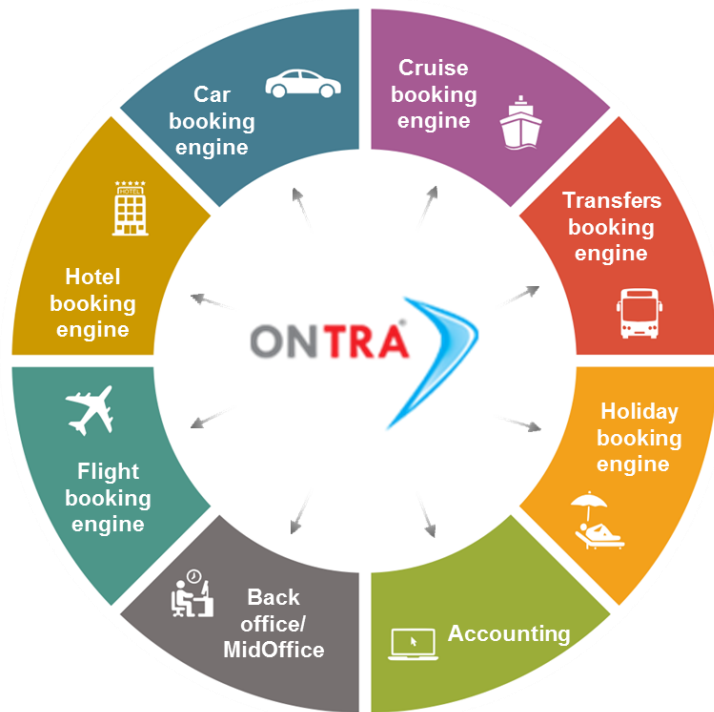 Car
booking
engine
Cruise
booking
engine
Transfers
booking
engine
Holiday
booking
engine
Accounting
Back
office/
MidOffice
Flight
booking
engine
Hotel
booking
engine
HOTEL
ONTRA®